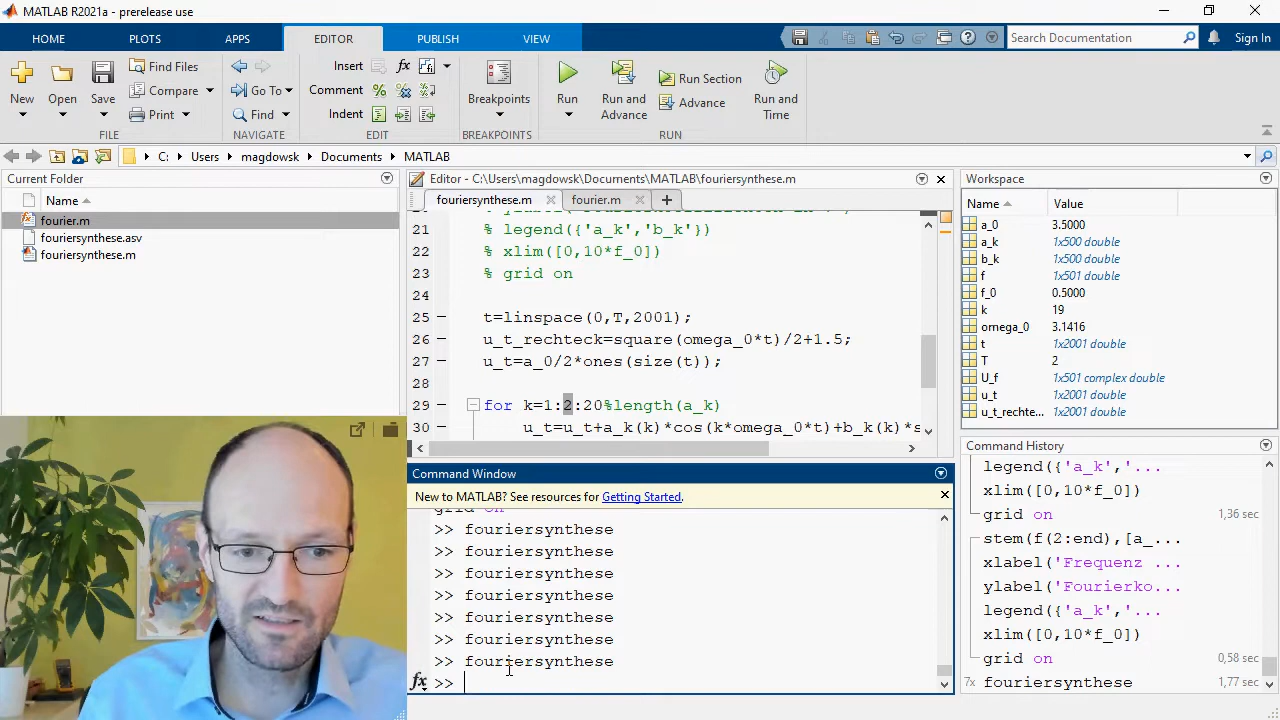 MATLAB R2021a - prerelease use
HOME PLOTS APPS EDITOR PUBLISH VIEW Search Documentation Sign In
New Open Save Find Files Compare Print
Go To Find
Insert fx Comment Indent
Breakpoints
Run Run and Advance Run Section Advance Run and Time
FILE NAVIGATE EDIT BREAKPOINTS RUN
C: Users magdowsk Documents MATLAB
Current Folder
Name
fourier.m
fouriersynthese.asv
fouriersynthese.m
Editor - C:\Users\magdowsk\Documents\MATLAB\fouriersynthese.m
fouriersynthese.m fourier.m
21 % legend({'a_k','b_k'})
22 % xlim([0,10*f_0])
23 % grid on
24
25 t=linspace(0,T,2001);
26 u_t_rechteck=square(omega_0*t)/2+1.5;
27 u_t=a_0/2*ones(size(t));
28
29 for k=1:2:20%length(a_k)
30 u_t=u_t+a_k(k)*cos(k*omega_0*t)+b_k(k)*s
Command Window
New to MATLAB? See resources for Getting Started.
grid on
>> fouriersynthese
>> fouriersynthese
>> fouriersynthese
>> fouriersynthese
>> fouriersynthese
>> fouriersynthese
>> fouriersynthese
fx >>
Workspace
Name Value
a_0 3.5000
a_k 1x500 double
b_k 1x500 double
f 1x501 double
f_0 0.5000
k 19
omega_0 3.1416
t 1x2001 double
T 2
U_f 1x501 complex double
u_t 1x2001 double
u_t_rechte... 1x2001 double
Command History
legend({'a_k','...
xlim([0,10*f_0])
grid on 1,36 sec
stem(f(2:end),[a_...
xlabel('Frequenz ...
ylabel('Fourierko...
legend({'a_k','...
xlim([0,10*f_0])
grid on 0,58 sec
7x fouriersynthese 1,77 sec